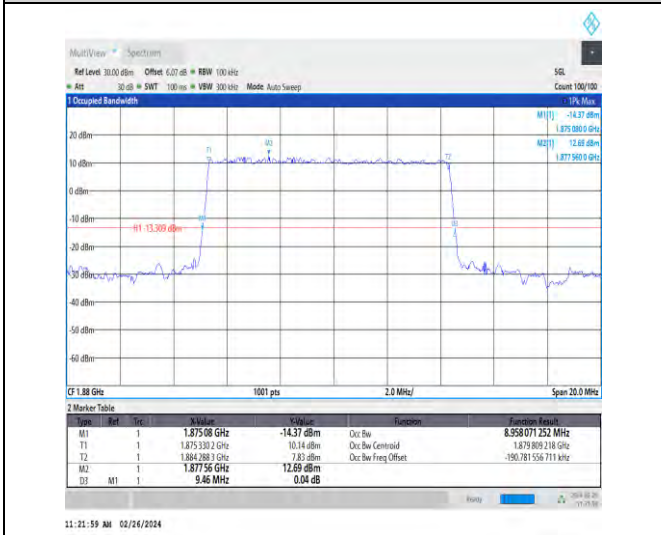 MultiView Spectrum
Ref Level 30.00 dBm Offset 6.07 dB RBW 100 kHz SGL
Att 30 dB SWT 100 ms VBW 300 kHz Mode Auto Sweep Count 100/100
1 Occupied Bandwidth 1Pk Max
M1[1] -14.37 dBm
1.875 080 0 GHz
20 dBm M2[1] 12.69 dBm
1.877 560 0 GHz
T1 M2 T2
10 dBm
0 dBm
-10 dBm
H1 -13.309 dBm
-20 dBm
-30 dBm
-40 dBm
-50 dBm
-60 dBm
CF 1.88 GHz 1001 pts 2.0 MHz/ Span 20.0 MHz
2 Marker Table
Type Ref Trc X-Value Y-Value Function Function Result
M1 1 1.87508 GHz -14.37 dBm Occ Bw 8.958 071 252 MHz
T1 1 1.875 330 2 GHz 10.14 dBm Occ Bw Centroid 1.879 809 218 GHz
T2 1 1.884 288 3 GHz 7.83 dBm Occ Bw Freq Offset -190.781 556 711 kHz
M2 1 1.87756 GHz 12.69 dBm
D3 M1 1 9.46 MHz 0.04 dB
11:21:59 AM 02/26/2024